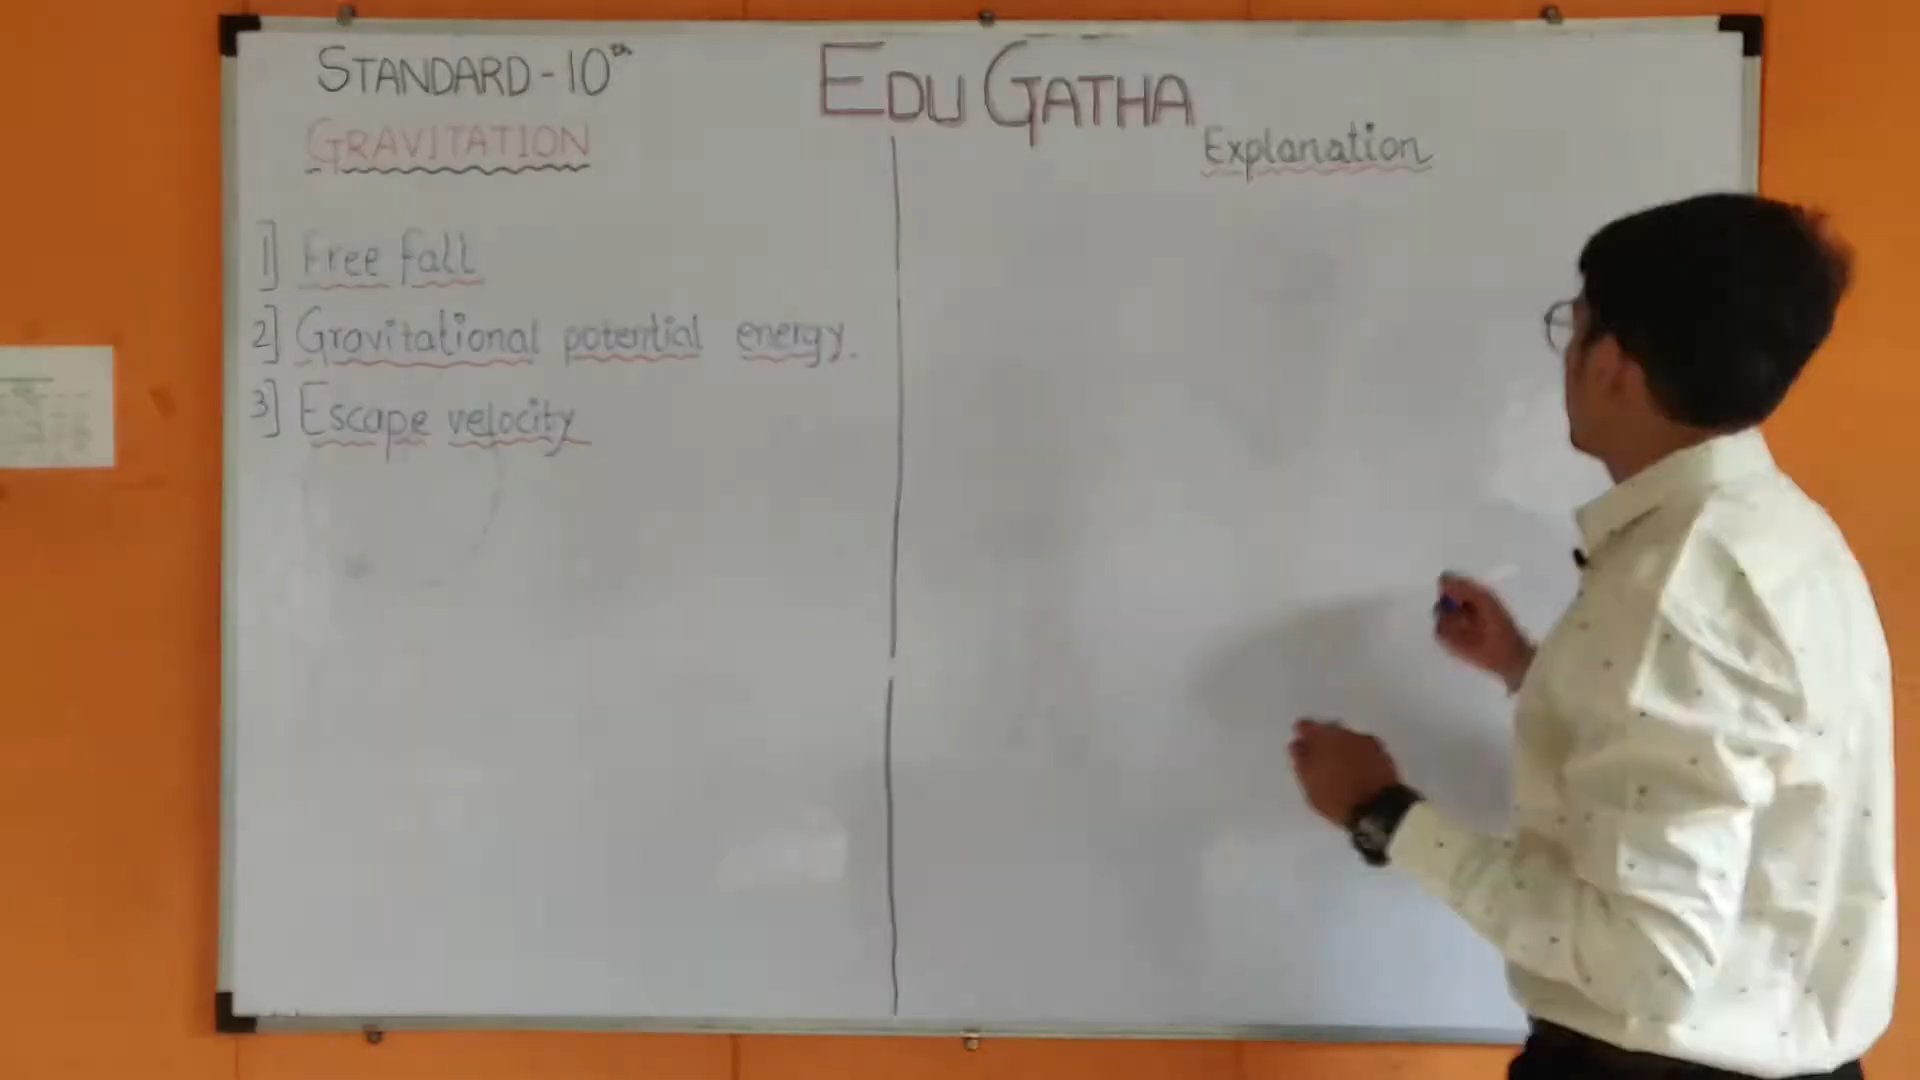 STANDARD-10th
EDU GATHA
GRAVITATION
Explanation
1] Free fall
2] Gravitational potential energy.
3] Escape velocity